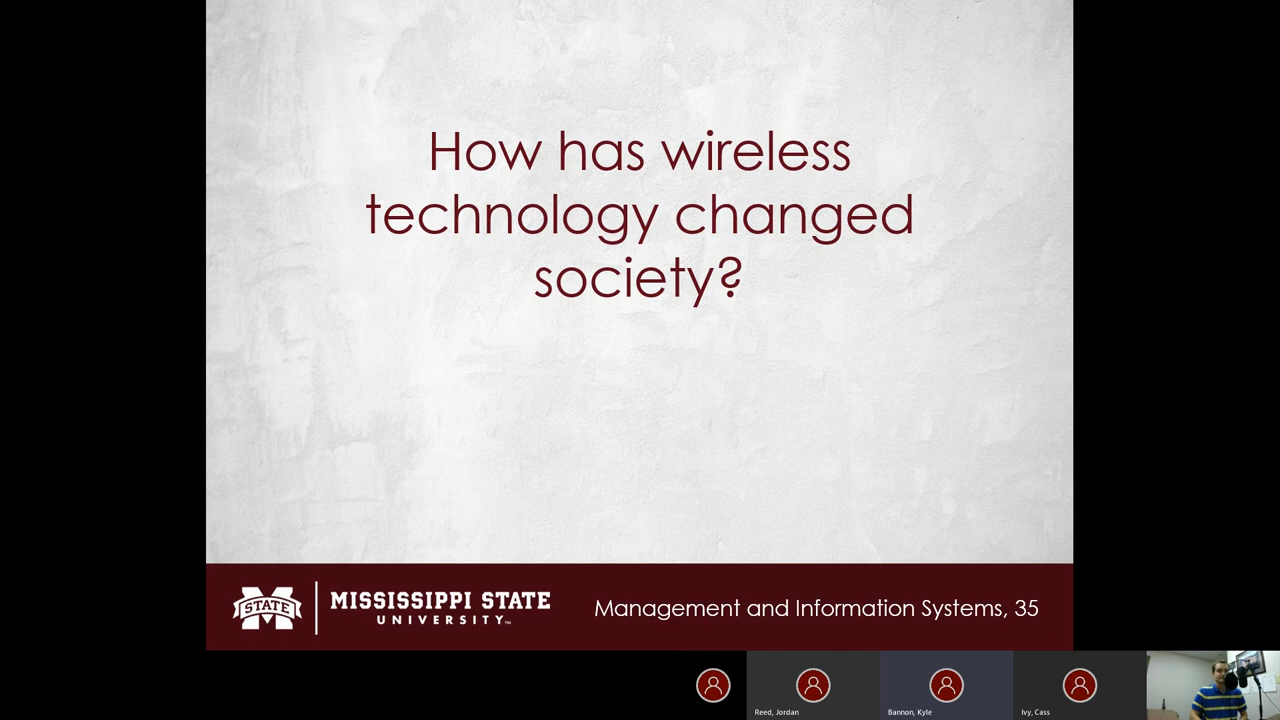 How has wireless
technology changed
society?
STATE
MISSISSIPPI STATE
UNIVERSITY™
Management and Information Systems, 35
Reed, Jordan
Bannon, Kyle
Ivy, Cass